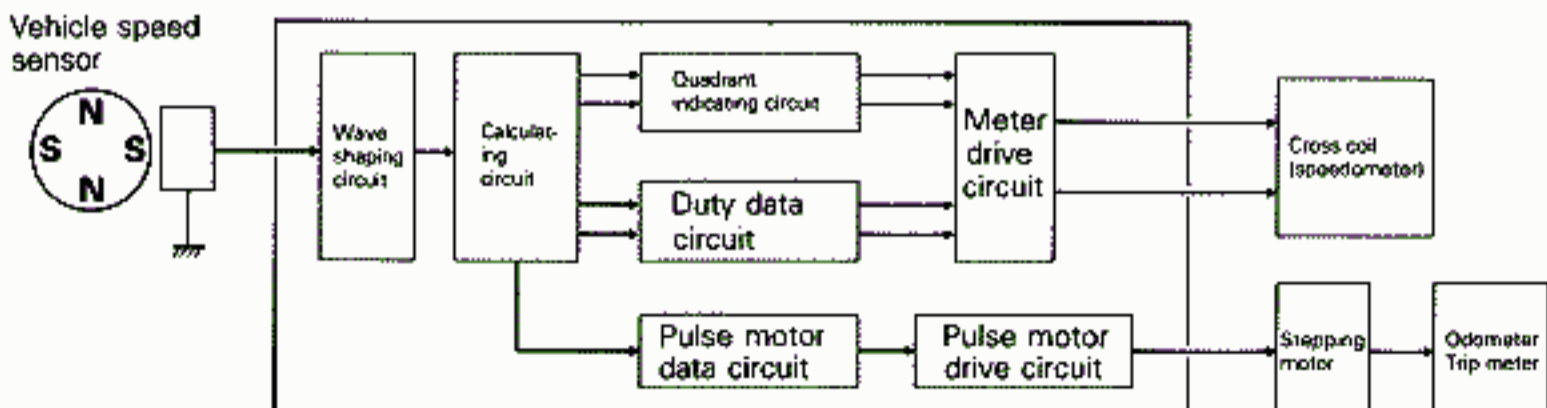 Vehicle speed
sensor
N
S S
N
Wave
shaping
circuit
Calculat-
ing
circuit
Quadrant
indicating circuit
Duty data
circuit
Meter
drive
circuit
Cross coil
(speedometer)
Pulse motor
data circuit
Pulse motor
drive circuit
Stepping
motor
Odometer
Trip meter